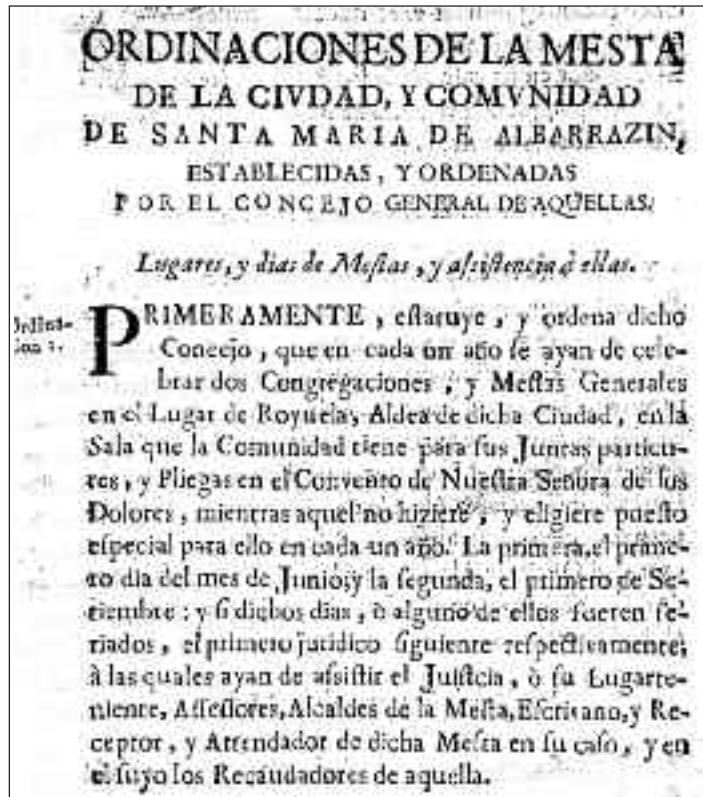 ORDINACIONES DE LA MESTA
DE LA CIVDAD, Y COMVNIDAD
DE SANTA MARIA DE ALBARRAZIN,
ESTABLECIDAS, Y ORDENADAS
POR EL CONCEJO GENERAL DE AQUELLAS.
Lugares, y dias de Mestas, y assistencia à ellas.
Ordina-
cion 1.
PRIMERAMENTE, estatuye, y ordena dicho
Concejo, que en cada un año se ayan de cele-
brar dos Congregaciones, y Mestas Generales
en el Lugar de Royuela, Aldea de dicha Ciudad, en la
Sala que la Comunidad tiene para sus Juntas particu-
res, y Pliegas en el Convento de Nuestra Señora de los
Dolores, mientras aquel no hiziere, y eligiere puesto
especial para ello en cada un año. La primera, el prime-
ro dia del mes de Junio; y la segunda, el primero de Se-
tiembre: y si dichos dias, ò alguno de ellos fueren fe-
riados, el primero juridico siguiente respectivamente;
à las quales ayan de assistir el Justicia, ò su Lugarte-
niente, Assessores, Alcaldes de la Mesta, Escrivano, y Re-
ceptor, y Arrendador de dicha Mesta en su caso, y en
el suyo los Recaudadores de aquella.